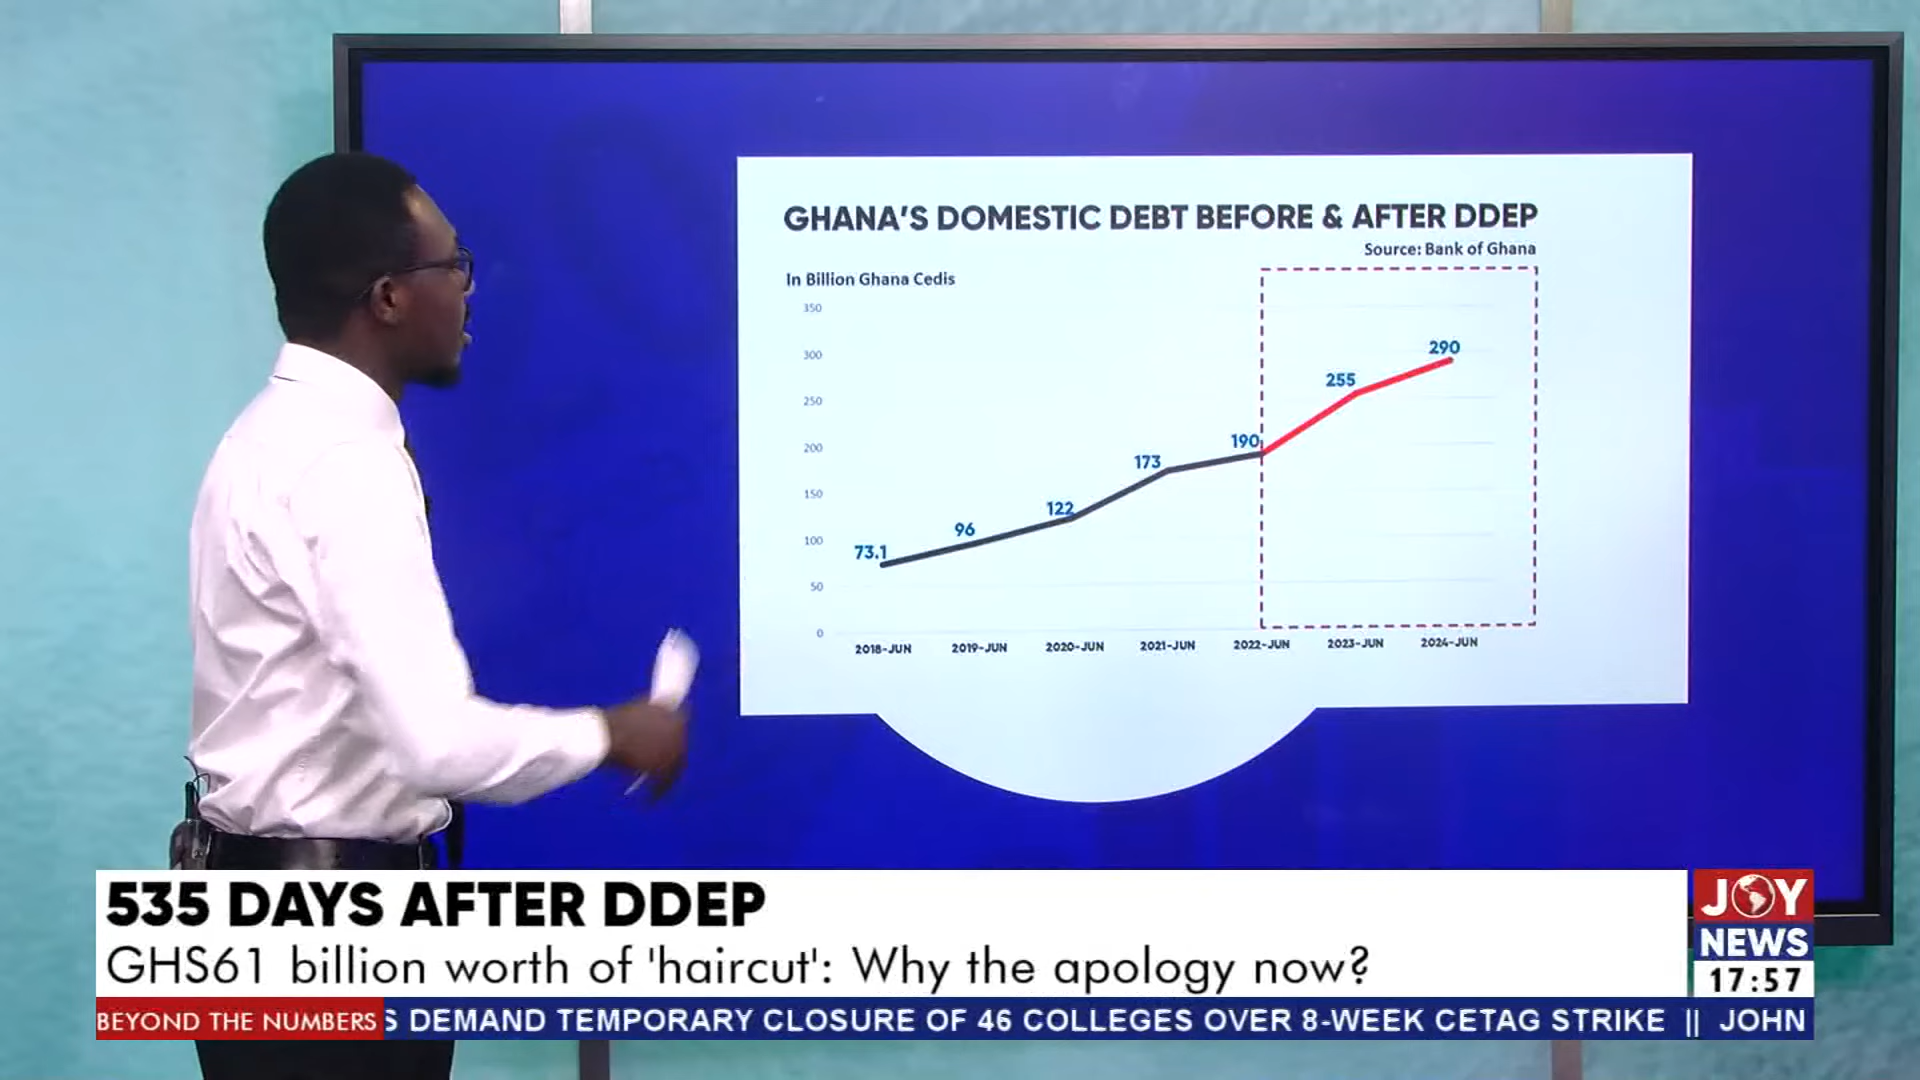 GHANA'S DOMESTIC DEBT BEFORE & AFTER DDEP
Source: Bank of Ghana
In Billion Ghana Cedis
350
300
250
200
150
100
50
0
73.1
96
122
173
190
255
290
2018-JUN
2019-JUN
2020-JUN
2021-JUN
2022-JUN
2023-JUN
2024-JUN
535 DAYS AFTER DDEP
GHS61 billion worth of 'haircut': Why the apology now?
JOY
NEWS
17:57
BEYOND THE NUMBERS
S DEMAND TEMPORARY CLOSURE OF 46 COLLEGES OVER 8-WEEK CETAG STRIKE || JOHN